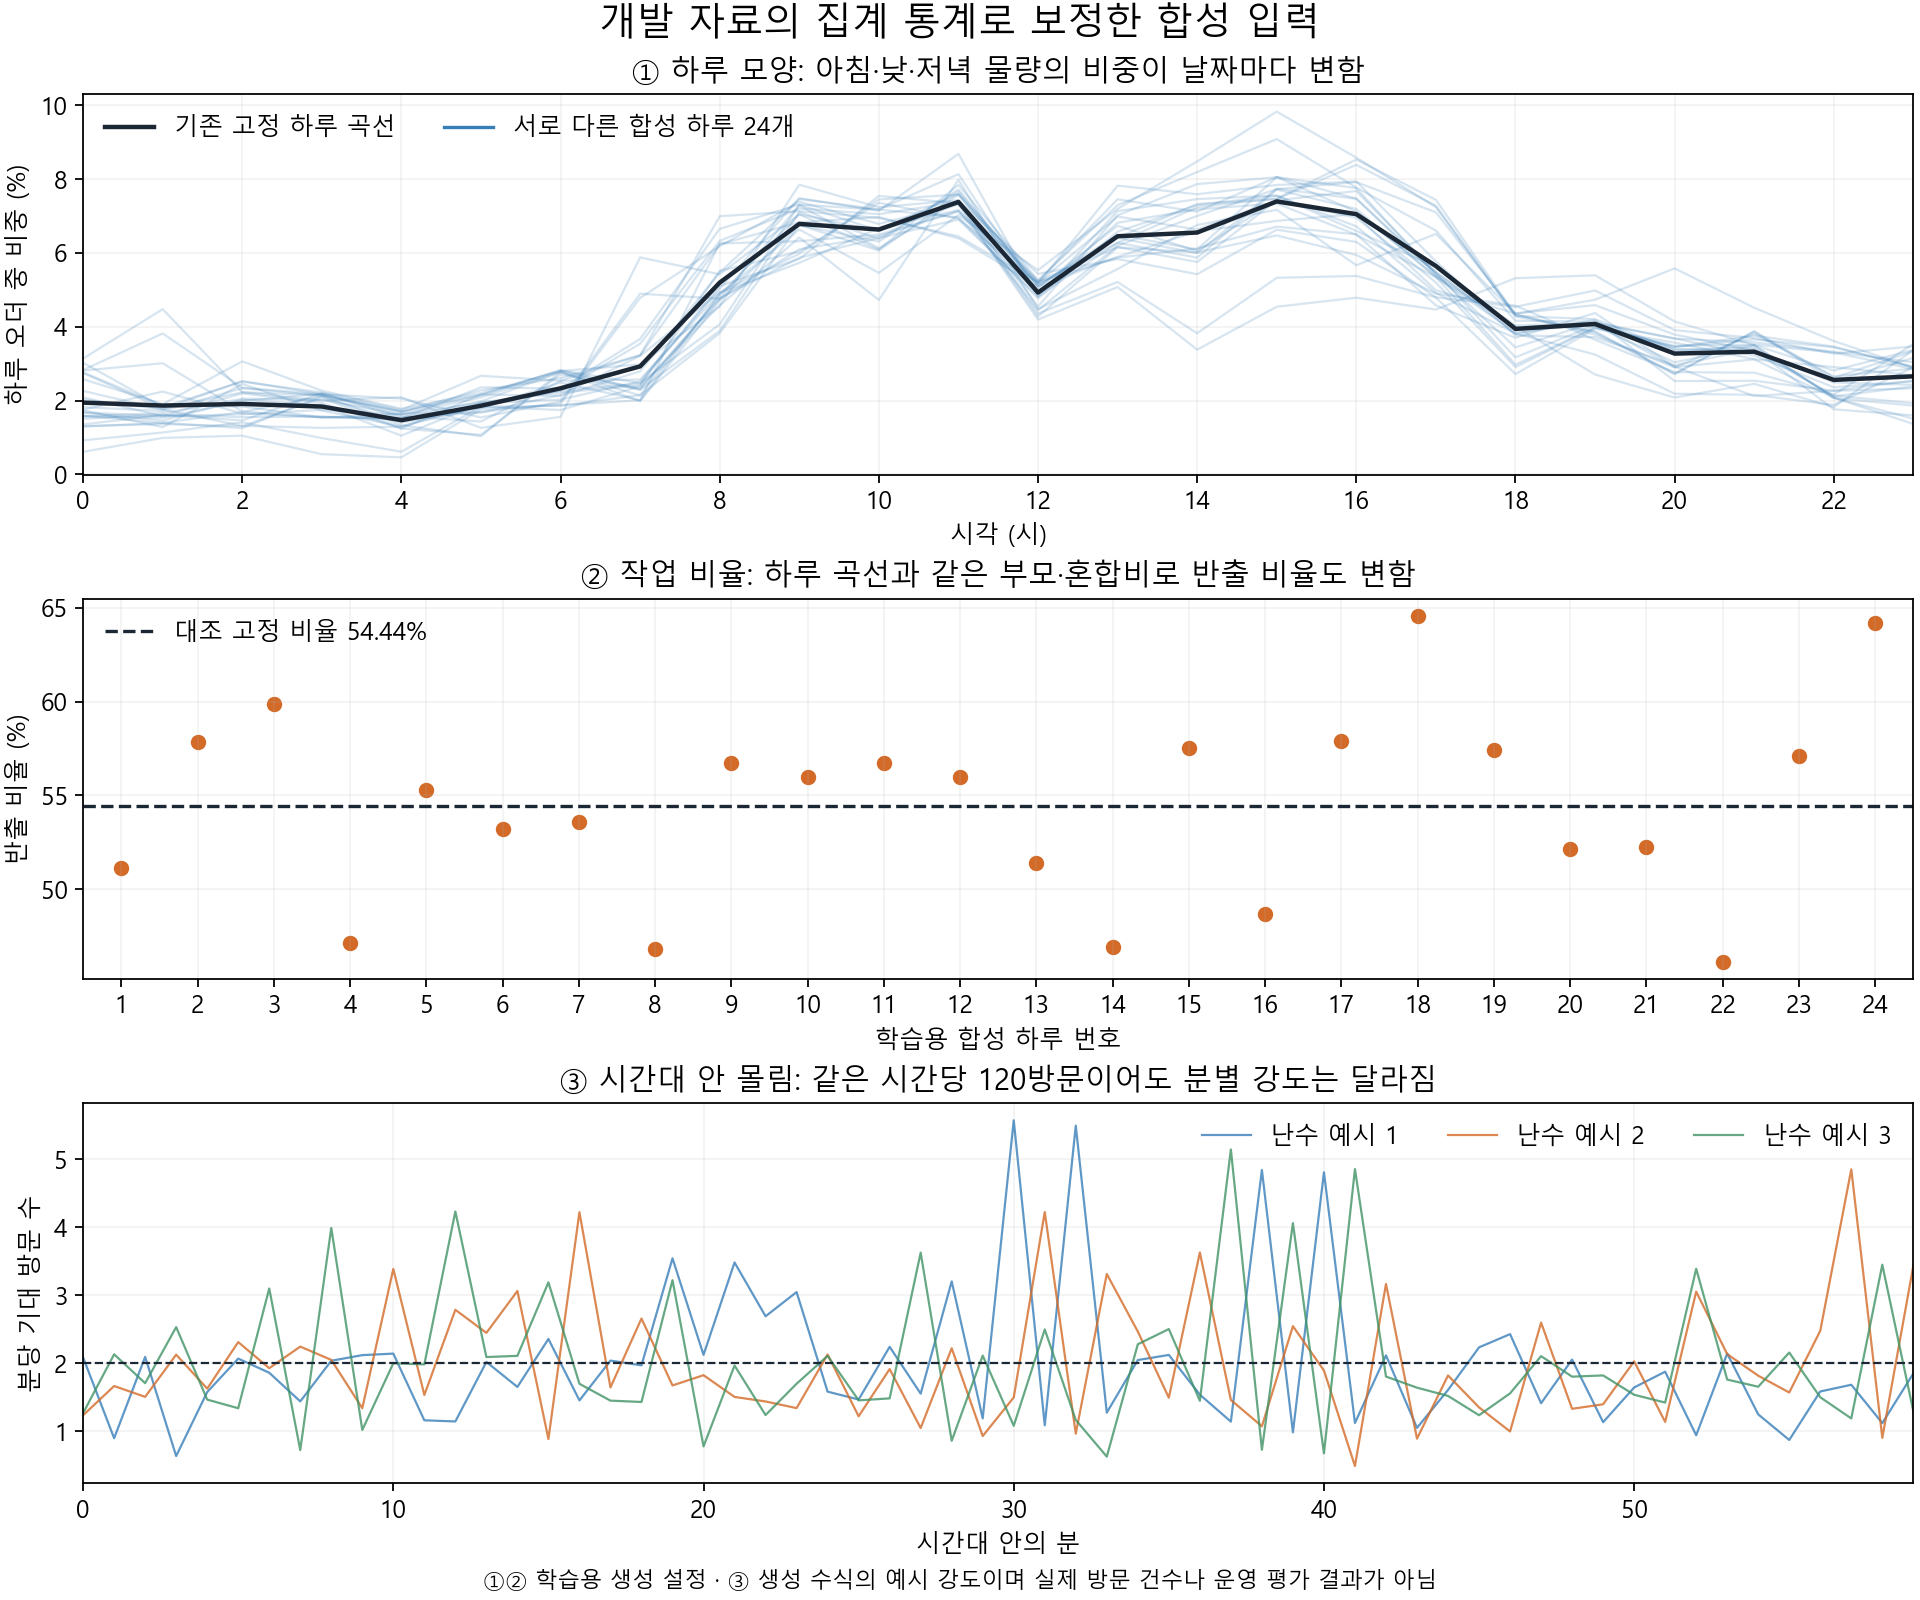 개발 자료의 집계 통계로 보정한 합성 입력
① 하루 모양: 아침·낮·저녁 물량의 비중이 날짜마다 변함
기존 고정 하루 곡선
서로 다른 합성 하루 24개
하루 오더 중 비중 (%)
10
8
6
4
2
0
0 2 4 6 8 10 12 14 16 18 20 22
시각 (시)
② 작업 비율: 하루 곡선과 같은 부모·혼합비로 반출 비율도 변함
대조 고정 비율 54.44%
반출 비율 (%)
65
60
55
50
1 2 3 4 5 6 7 8 9 10 11 12 13 14 15 16 17 18 19 20 21 22 23 24
학습용 합성 하루 번호
③ 시간대 안 몰림: 같은 시간당 120방문이어도 분별 강도는 달라짐
난수 예시 1
난수 예시 2
난수 예시 3
분당 기대 방문 수
5
4
3
2
1
0 10 20 30 40 50
시간대 안의 분
①② 학습용 생성 설정 · ③ 생성 수식의 예시 강도이며 실제 방문 건수나 운영 평가 결과가 아님